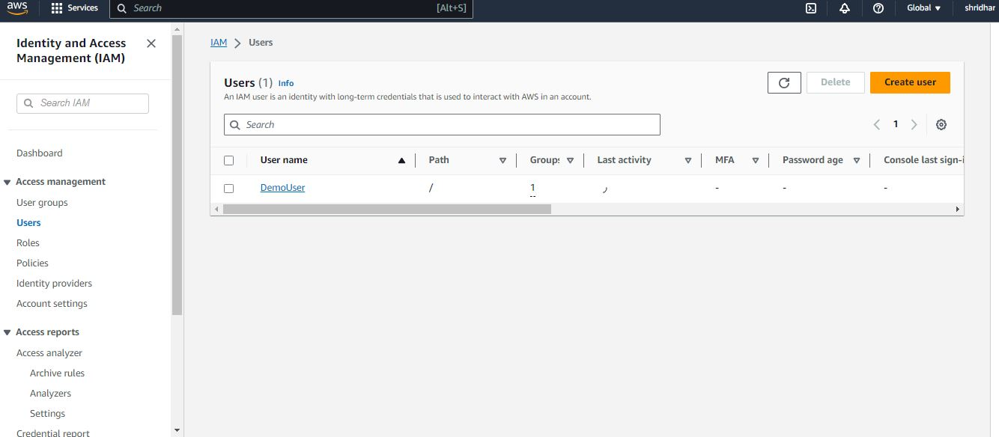 aws Services Search [Alt+S] Global shridhar
Identity and Access
Management (IAM)
Search IAM
Dashboard
Access management
User groups
Users
Roles
Policies
Identity providers
Account settings
Access reports
Access analyzer
Archive rules
Analyzers
Settings
Credential report
IAM Users
Users (1) Info
An IAM user is an identity with long-term credentials that is used to interact with AWS in an account.
Delete Create user
Search
1
User name Path Groups Last activity MFA Password age Console last sign-i
DemoUser / 1 - - -